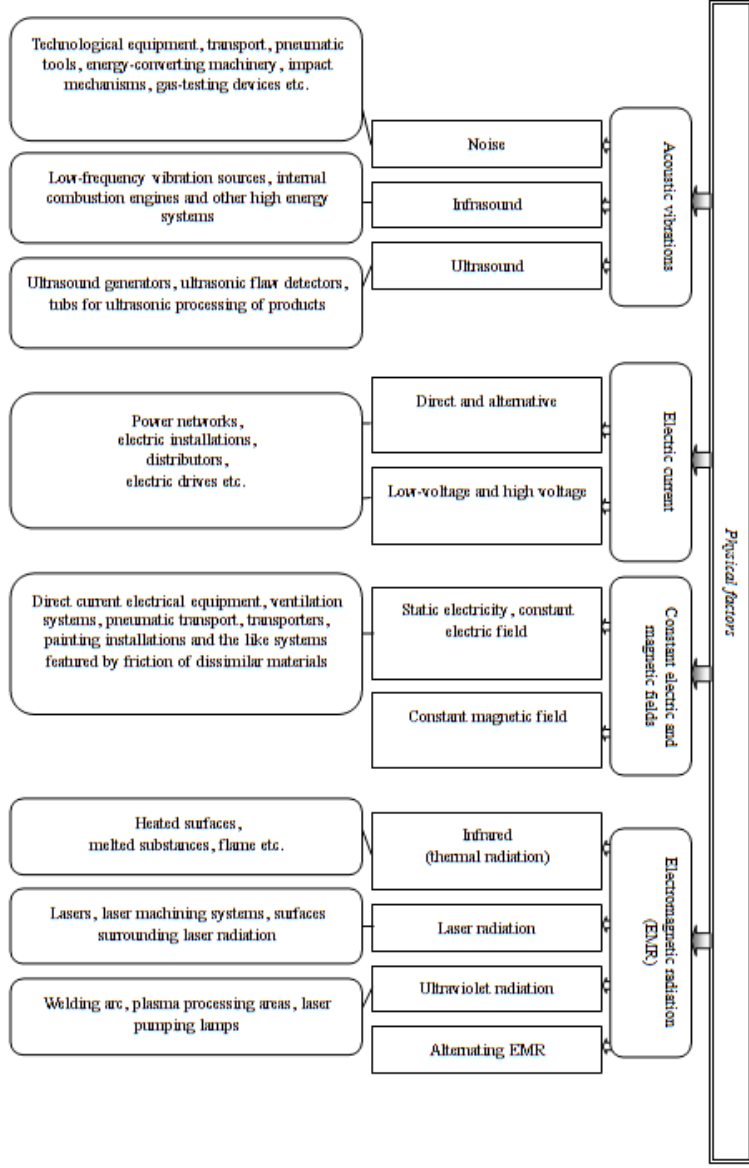 Physical factors
Acoustic vibrations
Noise
Technological equipment, transport, pneumatic
tools, energy-converting machinery, impact
mechanisms, gas-testing devices etc.
Infrasound
Low-frequency vibration sources, internal
combustion engines and other high energy
systems
Ultrasound
Ultrasound generators, ultrasonic flaw detectors,
tubs for ultrasonic processing of products
Electric current
Direct and alternative
Low-voltage and high voltage
Power networks,
electric installations,
distributors,
electric drives etc.
Constant electric and
magnetic fields
Static electricity, constant
electric field
Direct current electrical equipment, ventilation
systems, pneumatic transport, transporters,
painting installations and the like systems
featured by friction of dissimilar materials
Constant magnetic field
Electromagnetic radiation
(EMR)
Infrared
(thermal radiation)
Heated surfaces,
melted substances, flame etc.
Laser radiation
Lasers, laser machining systems, surfaces
surrounding laser radiation
Ultraviolet radiation
Welding arc, plasma processing areas, laser
pumping lamps
Alternating EMR